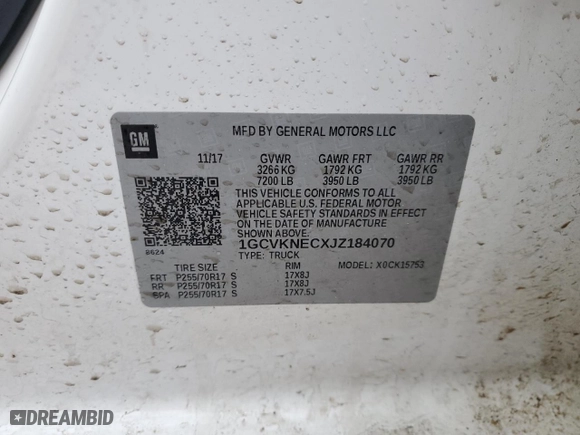 GM
MFD BY GENERAL MOTORS LLC
11/17 GVWR GAWR FRT GAWR RR
3266 KG 1792 KG 1792 KG
7200 LB 3950 LB 3950 LB
THIS VEHICLE CONFORMS TO ALL
APPLICABLE U.S. FEDERAL MOTOR
VEHICLE SAFETY STANDARDS IN EFFECT ON
THE DATE OF MANUFACTURE SHOWN ABOVE.
8624
1GCVKNECXJZ184070
TYPE: TRUCK
TIRE SIZE RIM MODEL: X0CK15753
FRT P255/70R17 S 17X8J
RR P255/70R17 S 17X8J
SPA P255/70R17 S 17X7.5J
DREAMBID